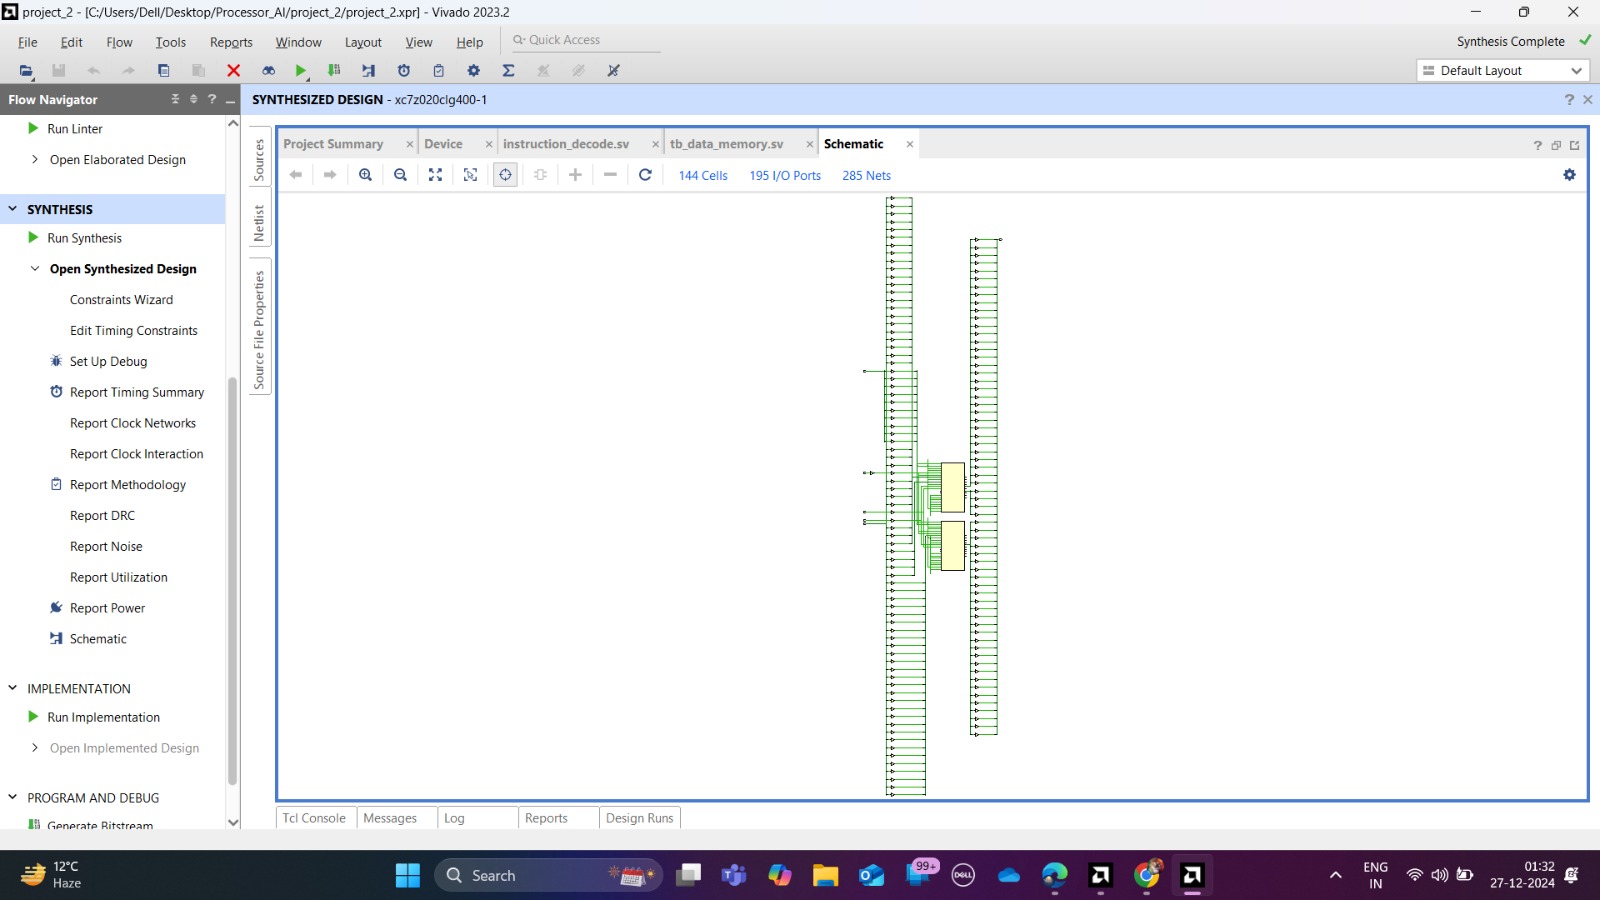 project_2 - [C:/Users/Dell/Desktop/Processor_AI/project_2/project_2.xpr] - Vivado 2023.2
File Edit Flow Tools Reports Window Layout View Help Quick Access
Synthesis Complete
Default Layout
Flow Navigator
SYNTHESIZED DESIGN - xc7z020clg400-1
Run Linter
Open Elaborated Design
SYNTHESIS
Run Synthesis
Open Synthesized Design
Constraints Wizard
Edit Timing Constraints
Set Up Debug
Report Timing Summary
Report Clock Networks
Report Clock Interaction
Report Methodology
Report DRC
Report Noise
Report Utilization
Report Power
Schematic
IMPLEMENTATION
Run Implementation
Open Implemented Design
PROGRAM AND DEBUG
Generate Bitstream
Sources
Netlist
Source File Properties
Project Summary Device instruction_decode.sv tb_data_memory.sv Schematic
144 Cells 195 I/O Ports 285 Nets
Tcl Console Messages Log Reports Design Runs
12°C
Haze
Search
99+
DELL
ENG
IN
01:32
27-12-2024